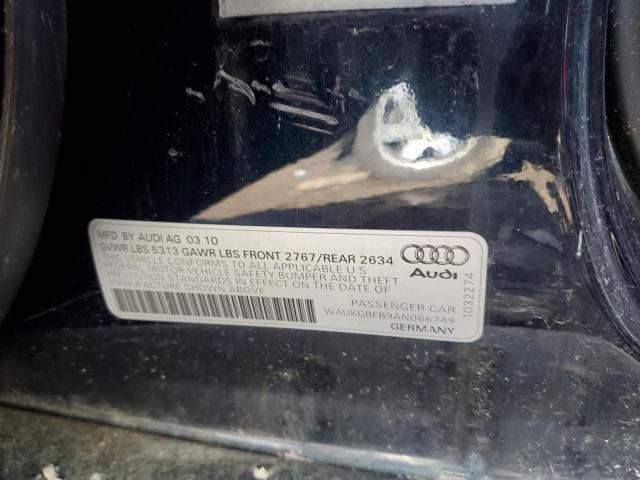 MFD. BY AUDI AG 03 10
GVWR LBS 5313 GAWR LBS FRONT 2767/REAR 2634
THIS VEHICLE CONFORMS TO ALL APPLICABLE U S
FEDERAL MOTOR VEHICLE SAFETY BUMPER AND THEFT
PREVENTION STANDARDS IN EFFECT ON THE DATE OF
MANUFACTURE SHOWN ABOVE.
Audi
1032274
PASSENGER CAR
WAUKGBFB9AN066749
GERMANY